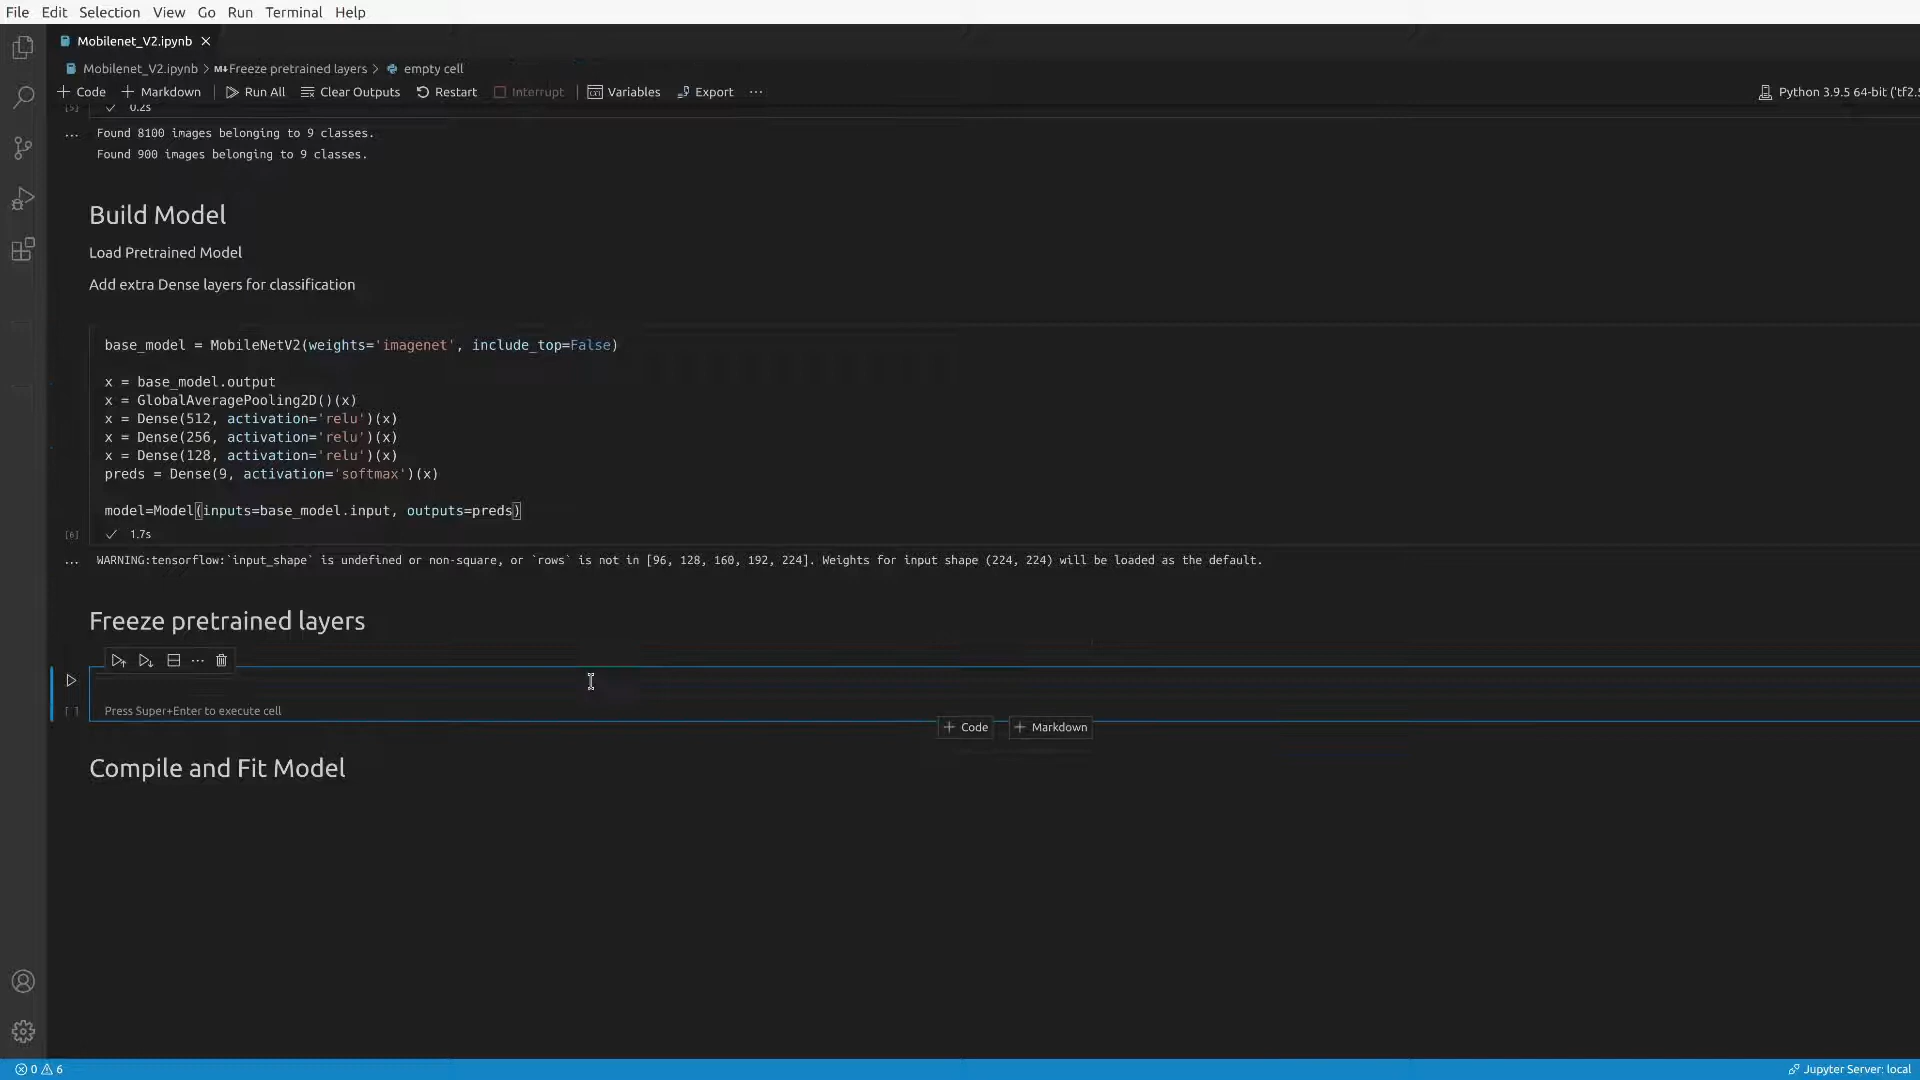 File Edit Selection View Go Run Terminal Help
Mobilenet_V2.ipynb
Mobilenet_V2.ipynb > M↓Freeze pretrained layers > empty cell
+ Code + Markdown Run All Clear Outputs Restart Interrupt Variables Export ... Python 3.9.5 64-bit ('tf2.5
[5] 0.2s
... Found 8100 images belonging to 9 classes.
Found 900 images belonging to 9 classes.
Build Model
Load Pretrained Model
Add extra Dense layers for classification
base_model = MobileNetV2(weights='imagenet', include_top=False)
x = base_model.output
x = GlobalAveragePooling2D()(x)
x = Dense(512, activation='relu')(x)
x = Dense(256, activation='relu')(x)
x = Dense(128, activation='relu')(x)
preds = Dense(9, activation='softmax')(x)
model=Model(inputs=base_model.input, outputs=preds)
[6] 1.7s
... WARNING:tensorflow:`input_shape` is undefined or non-square, or `rows` is not in [96, 128, 160, 192, 224]. Weights for input shape (224, 224) will be loaded as the default.
Freeze pretrained layers
[ ] Press Super+Enter to execute cell
+ Code + Markdown
Compile and Fit Model
0 6 Jupyter Server: local